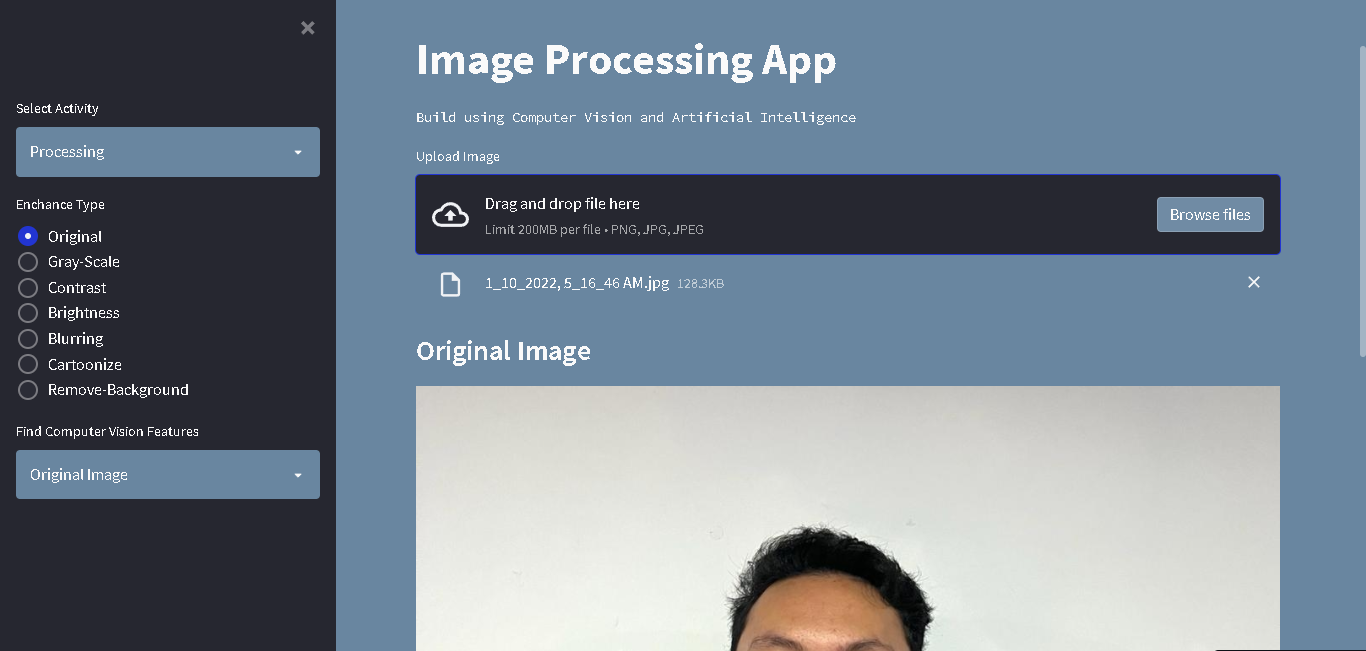 Select Activity
Processing
Enchance Type
Original
Gray-Scale
Contrast
Brightness
Blurring
Cartoonize
Remove-Background
Find Computer Vision Features
Original Image
Image Processing App
Build using Computer Vision and Artificial Intelligence
Upload Image
Drag and drop file here
Limit 200MB per file • PNG, JPG, JPEG
Browse files
1_10_2022, 5_16_46 AM.jpg 128.3KB
Original Image